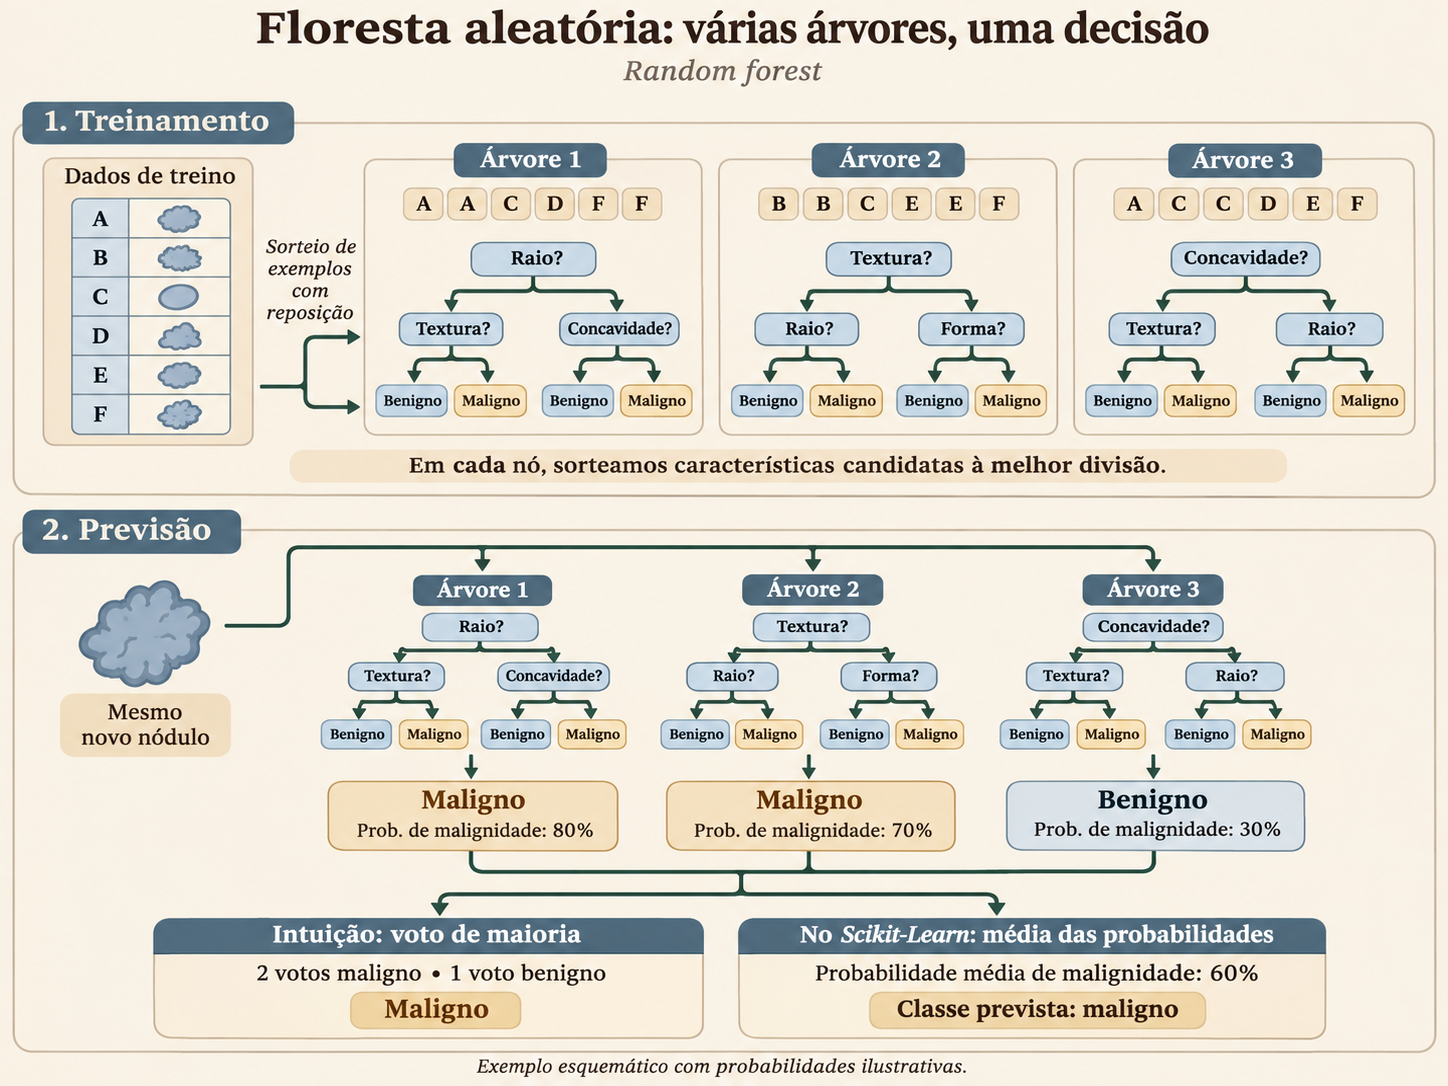 Floresta aleatória: várias árvores, uma decisão
Random forest
1. Treinamento
Dados de treino
A
B
C
D
E
F
Sorteio de
exemplos
com
reposição
Árvore 1
A A C D F F
Raio?
Textura? Concavidade?
Benigno Maligno Benigno Maligno
Árvore 2
B B C E E F
Textura?
Raio? Forma?
Benigno Maligno Benigno Maligno
Árvore 3
A C C D E F
Concavidade?
Textura? Raio?
Benigno Maligno Benigno Maligno
Em cada nó, sorteamos características candidatas à melhor divisão.
2. Previsão
Mesmo
novo nódulo
Árvore 1
Raio?
Textura? Concavidade?
Benigno Maligno Benigno Maligno
Maligno
Prob. de malignidade: 80%
Árvore 2
Textura?
Raio? Forma?
Benigno Maligno Benigno Maligno
Maligno
Prob. de malignidade: 70%
Árvore 3
Concavidade?
Textura? Raio?
Benigno Maligno Benigno Maligno
Benigno
Prob. de malignidade: 30%
Intuição: voto de maioria
2 votos maligno • 1 voto benigno
Maligno
No Scikit-Learn: média das probabilidades
Probabilidade média de malignidade: 60%
Classe prevista: maligno
Exemplo esquemático com probabilidades ilustrativas.